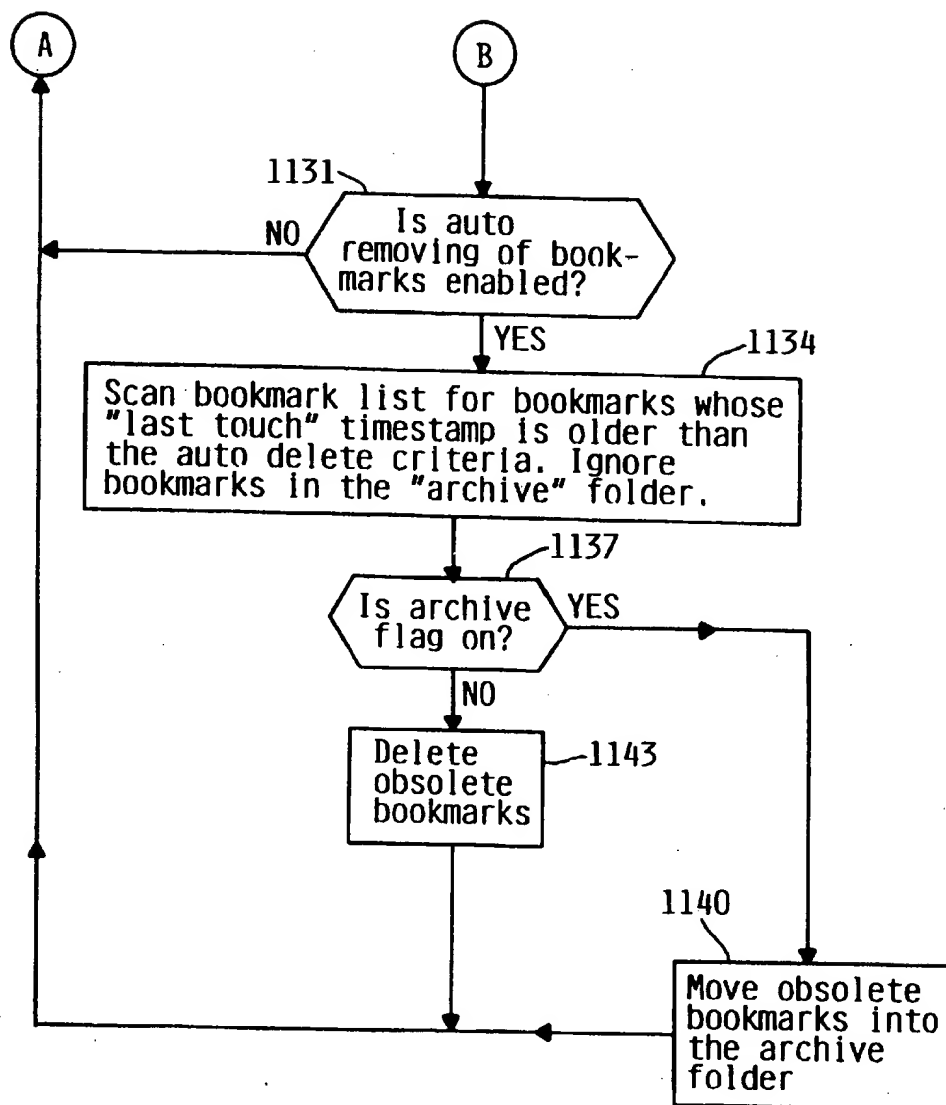 A
B
1131
Is auto
removing of book-
marks enabled?
NO
YES
1134
Scan bookmark list for bookmarks whose
"last touch" timestamp is older than
the auto delete criteria. Ignore
bookmarks in the "archive" folder.
1137
Is archive
flag on?
YES
NO
Delete
obsolete
bookmarks
1143
1140
Move obsolete
bookmarks into
the archive
folder